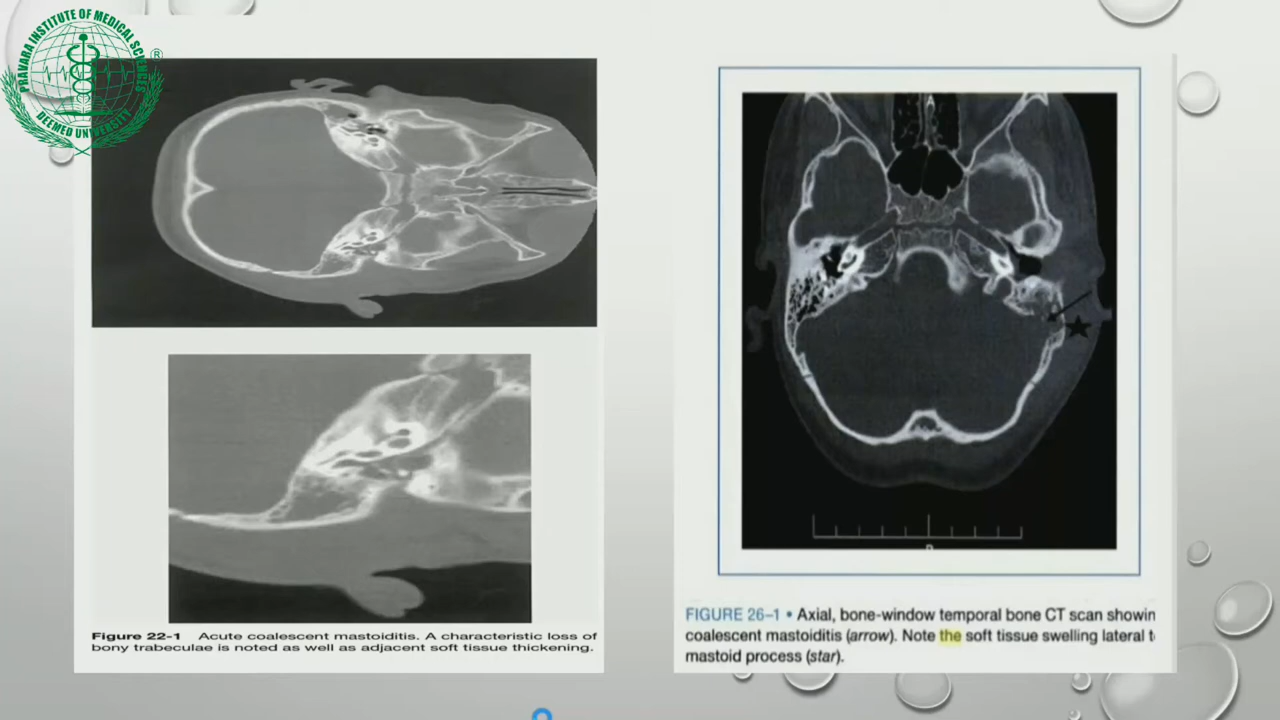 PRAVARA INSTITUTE OF MEDICAL SCIENCES
DEEMED UNIVERSITY
®
Figure 22-1 Acute coalescent mastoiditis. A characteristic loss of
bony trabeculae is noted as well as adjacent soft tissue thickening.
FIGURE 26–1 • Axial, bone-window temporal bone CT scan showin
coalescent mastoiditis (arrow). Note the soft tissue swelling lateral t
mastoid process (star).